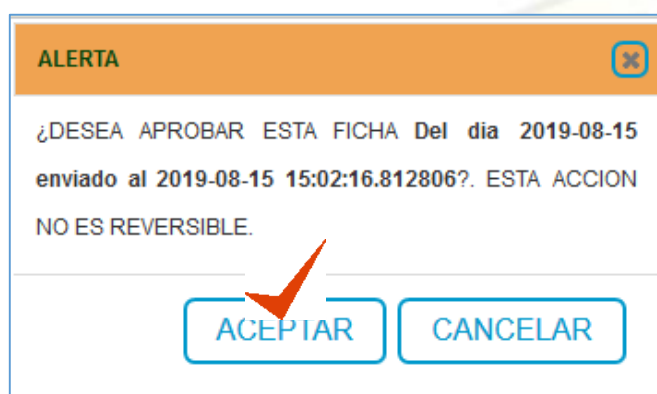 ALERTA
¿DESEA APROBAR ESTA FICHA Del dia 2019-08-15
enviado al 2019-08-15 15:02:16.812806?. ESTA ACCION
NO ES REVERSIBLE.
ACEPTAR CANCELAR